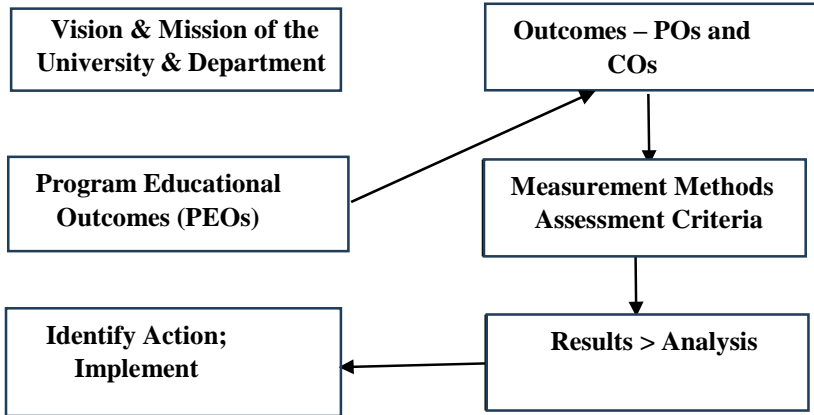 Vision & Mission of the
University & Department
Outcomes – POs and
COs
Program Educational
Outcomes (PEOs)
Measurement Methods
Assessment Criteria
Identify Action;
Implement
Results > Analysis